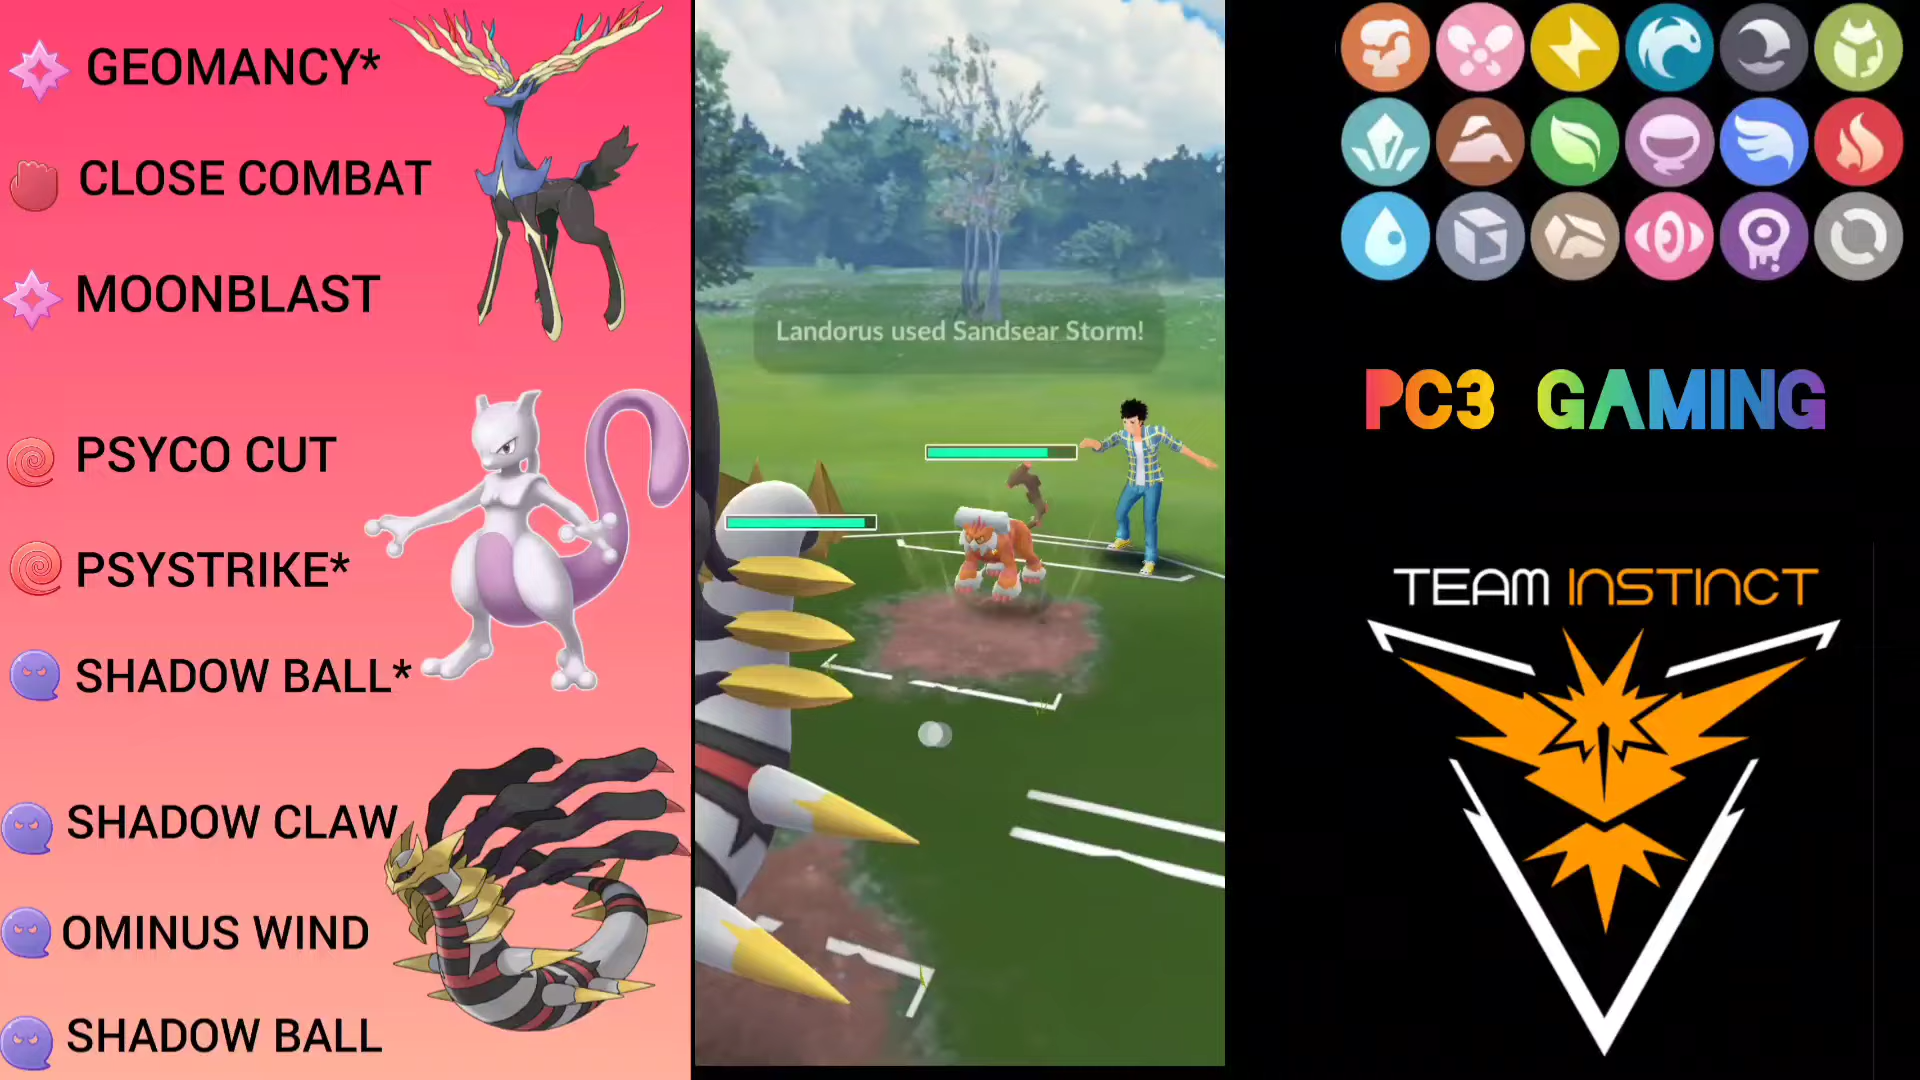 GEOMANCY*
CLOSE COMBAT
MOONBLAST
PSYCO CUT
PSYSTRIKE*
SHADOW BALL*
SHADOW CLAW
OMINUS WIND
SHADOW BALL
Landorus used Sandsear Storm!
PC3 GAMING
TEAM INSTINCT